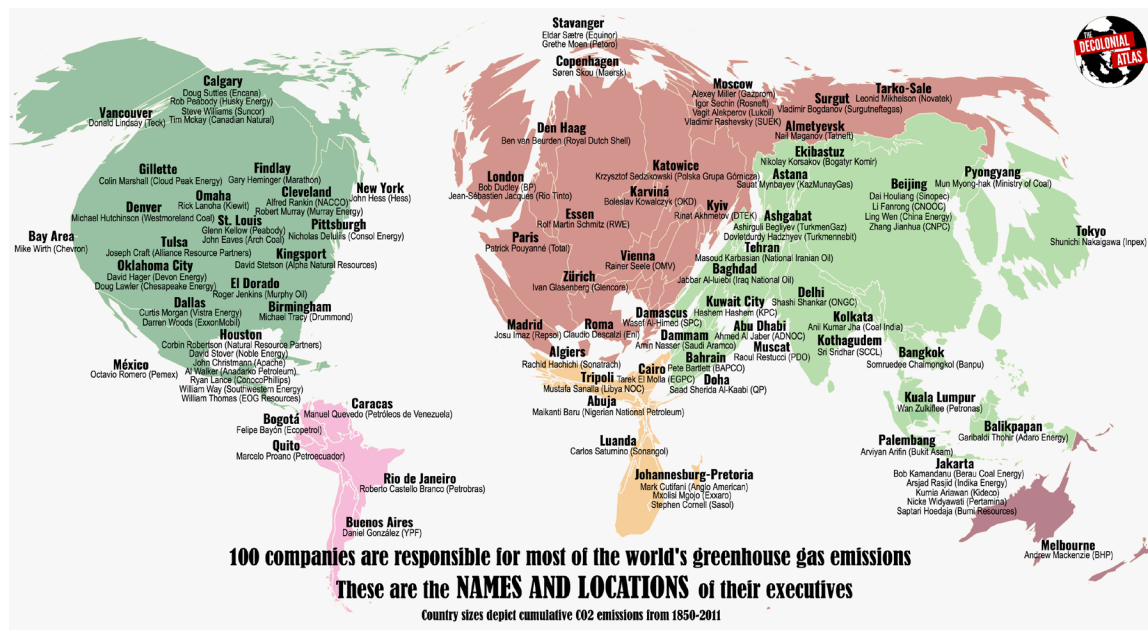 THE
DECOLONIAL
ATLAS
Stavanger
Eldar Sætre (Equinor)
Grethe Moen (Petoro)
Copenhagen
Søren Skou (Maersk)
Calgary
Doug Suttles (Encana)
Rob Peabody (Husky Energy)
Steve Williams (Suncor)
Tim Mckay (Canadian Natural)
Vancouver
Donald Lindsay (Teck)
Moscow
Alexey Miller (Gazprom)
Igor Sechin (Rosneft)
Vagit Alekperov (Lukoil)
Vladimir Rashevsky (SUEK)
Tarko-Sale
Leonid Mikhelson (Novatek)
Surgut
Vladimir Bogdanov (Surgutneftegas)
Den Haag
Ben van Beurden (Royal Dutch Shell)
Almetyevsk
Nail Maganov (Tatneft)
Ekibastuz
Nikolay Korsakov (Bogatyr Komir)
Gillette
Colin Marshall (Cloud Peak Energy)
Findlay
Gary Heminger (Marathon)
London
Bob Dudley (BP)
Jean-Sébastien Jacques (Rio Tinto)
Katowice
Krzysztof Sedzikowski (Polska Grupa Górnicza)
Astana
Sauat Mynbayev (KazMunayGas)
Pyongyang
Mun Myong-hak (Ministry of Coal)
Omaha
Rick Lanoha (Kiewit)
Cleveland
Alfred Rankin (NACCO)
Robert Murray (Murray Energy)
New York
John Hess (Hess)
Karviná
Boleslav Kowalczyk (OKD)
Beijing
Dai Houliang (Sinopec)
Li Fanrong (CNOOC)
Ling Wen (China Energy)
Zhang Jianhua (CNPC)
Denver
Michael Hutchinson (Westmoreland Coal)
St. Louis
Glenn Kellow (Peabody)
John Eaves (Arch Coal)
Pittsburgh
Nicholas DeIuliis (Consol Energy)
Essen
Rolf Martin Schmitz (RWE)
Kyiv
Rinat Akhmetov (DTEK)
Ashgabat
Ashirguli Begliyev (TurkmenGaz)
Dovletdurdy Hadzhyev (Turkmennebit)
Bay Area
Mike Wirth (Chevron)
Tulsa
Joseph Craft (Alliance Resource Partners)
Kingsport
David Stetson (Alpha Natural Resources)
Paris
Patrick Pouyanné (Total)
Tehran
Masoud Karbasian (National Iranian Oil)
Tokyo
Shunichi Nakaigawa (Inpex)
Oklahoma City
David Hager (Devon Energy)
Doug Lawler (Chesapeake Energy)
El Dorado
Roger Jenkins (Murphy Oil)
Vienna
Rainer Seele (OMV)
Baghdad
Jabbar Al-luiebi (Iraq National Oil)
Zürich
Ivan Glasenberg (Glencore)
Delhi
Shashi Shankar (ONGC)
Dallas
Curtis Morgan (Vistra Energy)
Darren Woods (ExxonMobil)
Birmingham
Michael Tracy (Drummond)
Kuwait City
Hashem Hashem (KPC)
Damascus
Wasef Al-Himed (SPC)
Kolkata
Anil Kumar Jha (Coal India)
Madrid
Josu Imaz (Repsol)
Roma
Claudio Descalzi (Eni)
Abu Dhabi
Ahmed Al Jaber (ADNOC)
Houston
Corbin Robertson (Natural Resource Partners)
David Stover (Noble Energy)
John Christmann (Apache)
Al Walker (Anadarko Petroleum)
Ryan Lance (ConocoPhillips)
William Way (Southwestern Energy)
William Thomas (EOG Resources)
Dammam
Amin Nasser (Saudi Aramco)
Muscat
Raoul Restucci (PDO)
Kothagudem
Sri Sridhar (SCCL)
México
Octavio Romero (Pemex)
Algiers
Rachid Hachichi (Sonatrach)
Bahrain
Pete Bartlett (BAPCO)
Bangkok
Somruedee Chaimongkol (Banpu)
Cairo
Tarek El Molla (EGPC)
Tripoli
Mustafa Sanalla (Libya NOC)
Doha
Saad Sherida Al-Kaabi (QP)
Caracas
Manuel Quevedo (Petróleos de Venezuela)
Abuja
Maikanti Baru (Nigerian National Petroleum)
Kuala Lumpur
Wan Zulkiflee (Petronas)
Bogotá
Felipe Bayón (Ecopetrol)
Balikpapan
Garibaldi Thohir (Adaro Energy)
Quito
Marcelo Proano (Petroecuador)
Luanda
Carlos Saturnino (Sonangol)
Palembang
Arviyan Arifin (Bukit Asam)
Jakarta
Bob Kamandanu (Berau Coal Energy)
Arsjad Rasjid (Indika Energy)
Kurnia Ariawan (Kideco)
Nicke Widyawati (Pertamina)
Saptari Hoedaja (Bumi Resources)
Rio de Janeiro
Roberto Castello Branco (Petrobras)
Johannesburg-Pretoria
Mark Cutifani (Anglo American)
Mxolisi Mgojo (Exxaro)
Stephen Cornell (Sasol)
Buenos Aires
Daniel González (YPF)
Melbourne
Andrew Mackenzie (BHP)
100 companies are responsible for most of the world's greenhouse gas emissions
These are the NAMES AND LOCATIONS of their executives
Country sizes depict cumulative CO2 emissions from 1850-2011